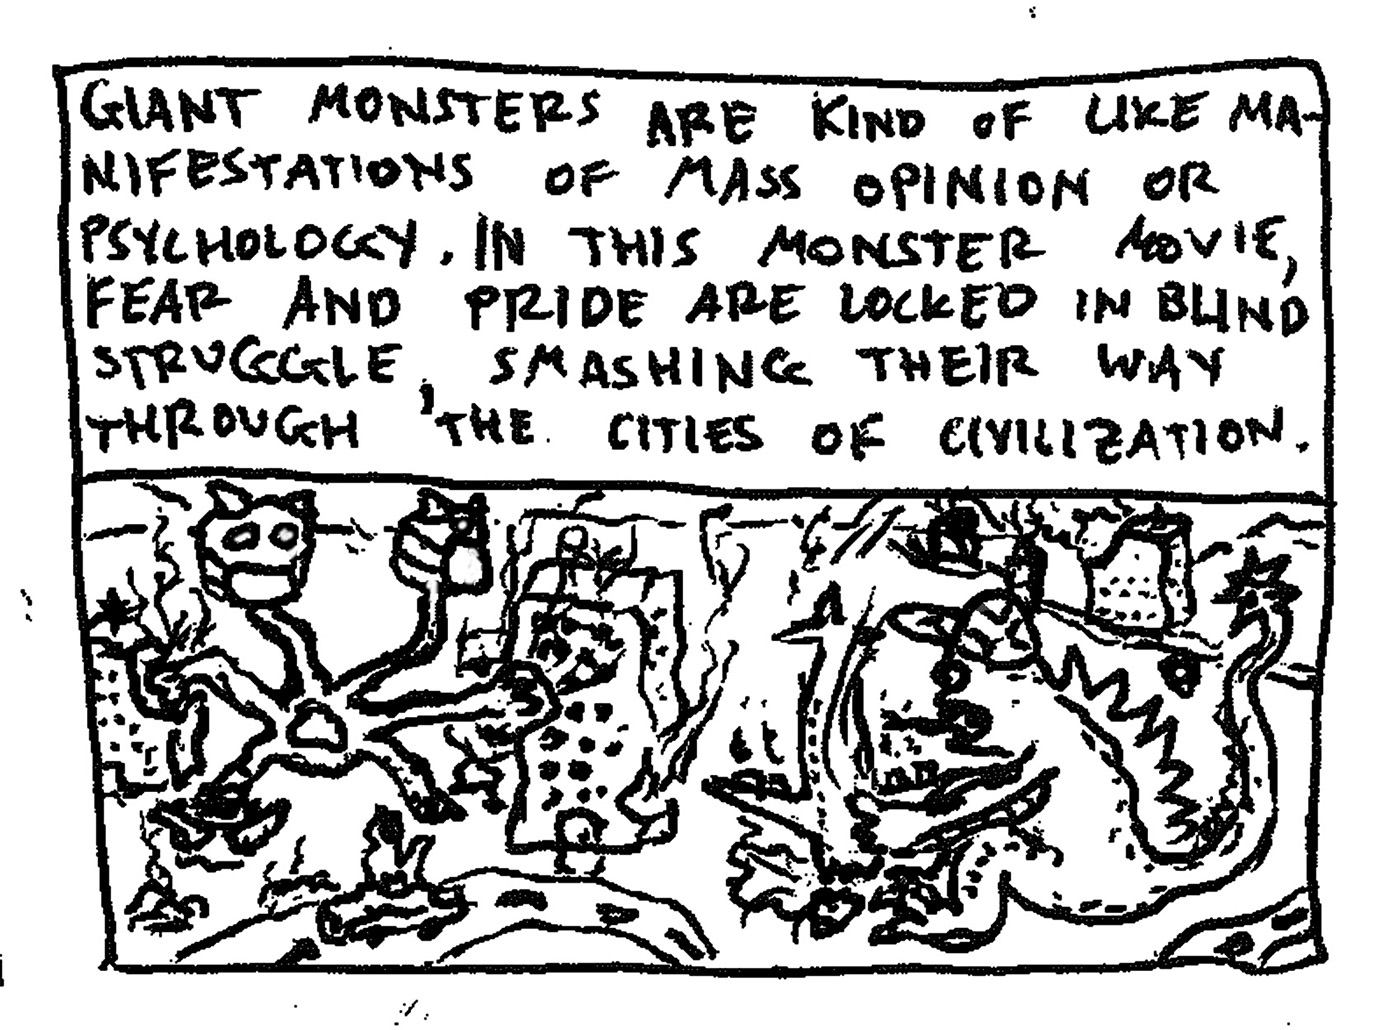 GIANT MONSTERS ARE KIND OF LIKE MA-
NIFESTATIONS OF MASS OPINION OR
PSYCHOLOGY. IN THIS MONSTER MOVIE,
FEAR AND PRIDE ARE LOCKED IN BLIND
STRUGGLE, SMASHING THEIR WAY
THROUGH THE CITIES OF CIVILIZATION.